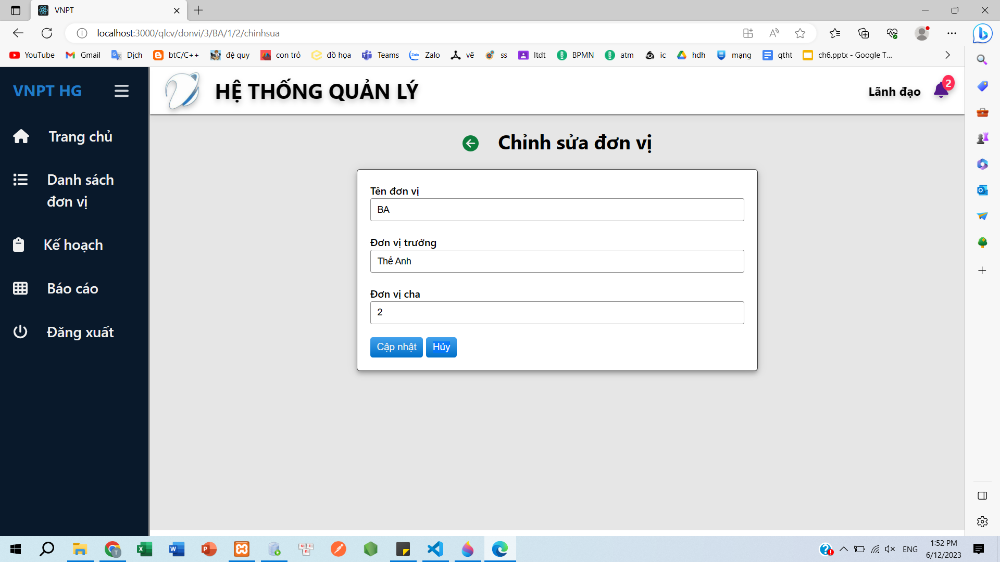 VNPT
localhost:3000/qlcv/donvi/3/BA/1/2/chinhsua
YouTube Gmail Dịch btC/C++ đệ quy con trỏ đồ họa Teams Zalo vẽ ss ltdt BPMN atm ic hdh mạng qtht ch6.pptx - Google T...
VNPT HG
HỆ THỐNG QUẢN LÝ
Lãnh đạo
2
Trang chủ
Danh sách
đơn vị
Kế hoạch
Báo cáo
Đăng xuất
Chỉnh sửa đơn vị
Tên đơn vị
BA
Đơn vị trưởng
Thế Anh
Đơn vị cha
2
Cập nhật Hủy
ENG
1:52 PM
6/12/2023